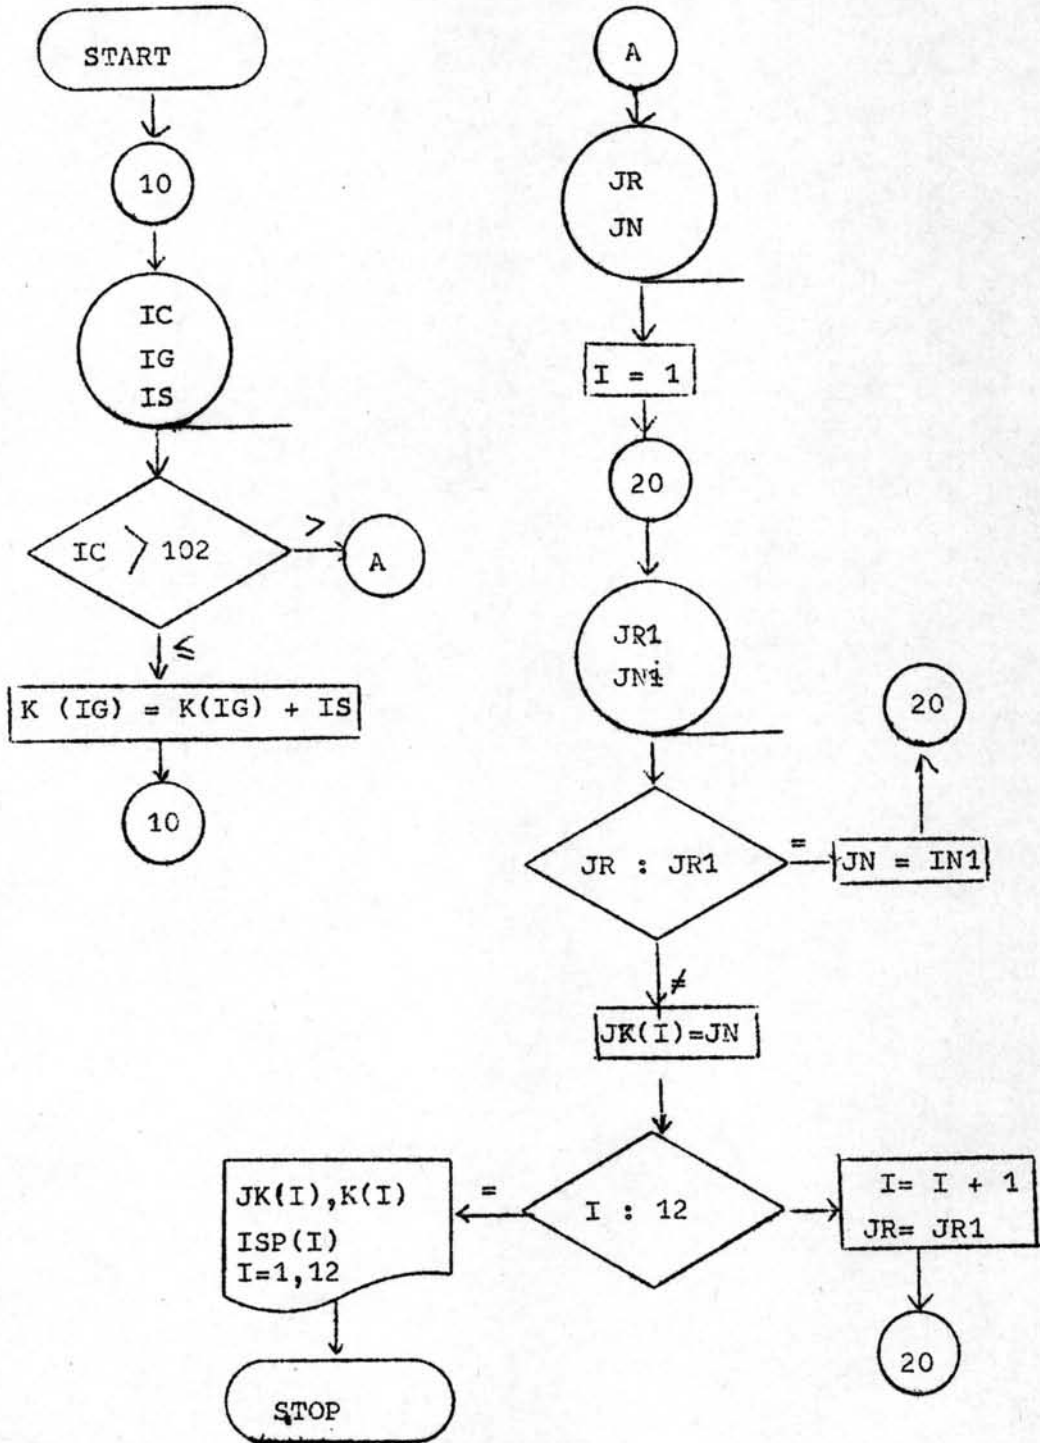 START
10
IC
IG
IS
IC > 102
>
A
≤
K (IG) = K(IG) + IS
10
A
JR
JN
I = 1
20
JR1
JN1
20
JR : JR1
=
JN = IN1
≠
JK(I)=JN
I : 12
=
JK(I),K(I)
ISP(I)
I=1,12
STOP
I= I + 1
JR= JR1
20